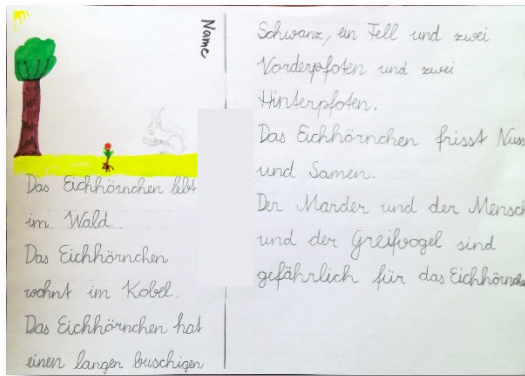 Name
Das Eichhörnchen lebt
im Wald.
Das Eichhörnchen
wohnt im Kobel.
Das Eichhörnchen hat
einen langen buschigen
Schwanz, ein Fell und zwei
Vorderpfoten und zwei
Hinterpfoten.
Das Eichhörnchen frisst Nuss
und Samen.
Der Marder und der Mensch
und der Greifvogel sind
gefährlich für das Eichhörnchen